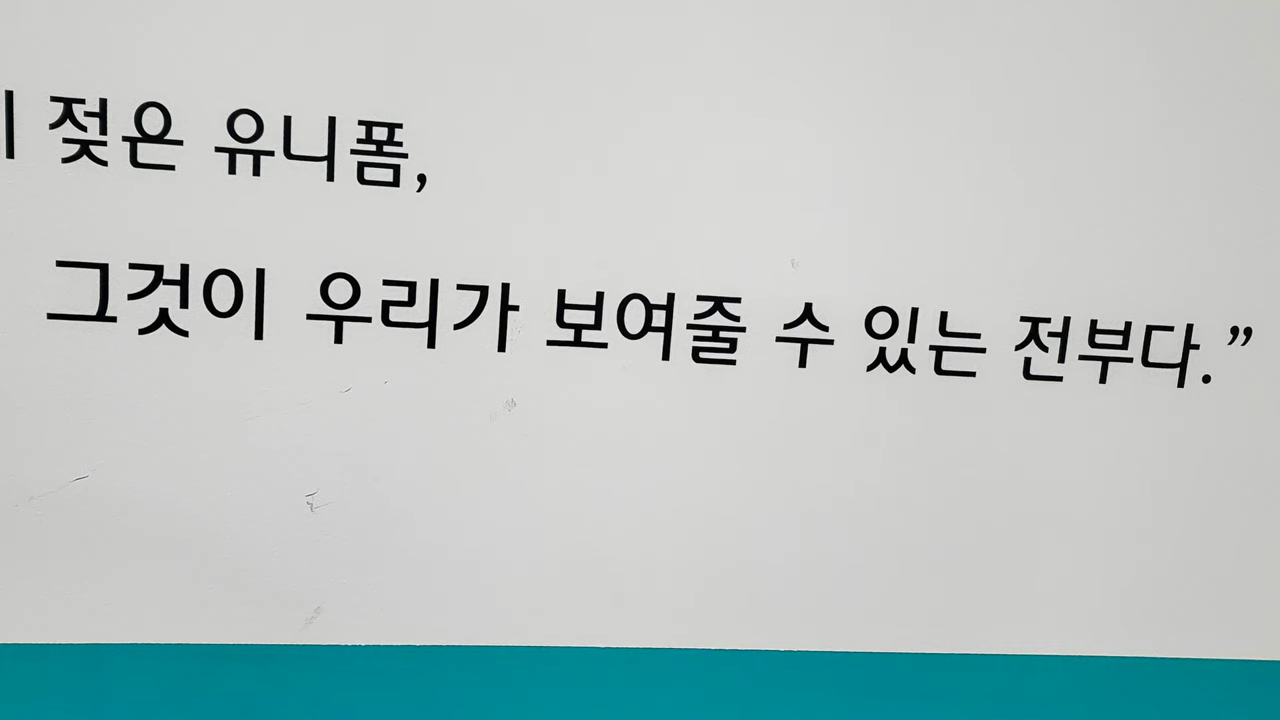 젖은 유니폼,
그것이 우리가 보여줄 수 있는 전부다.”